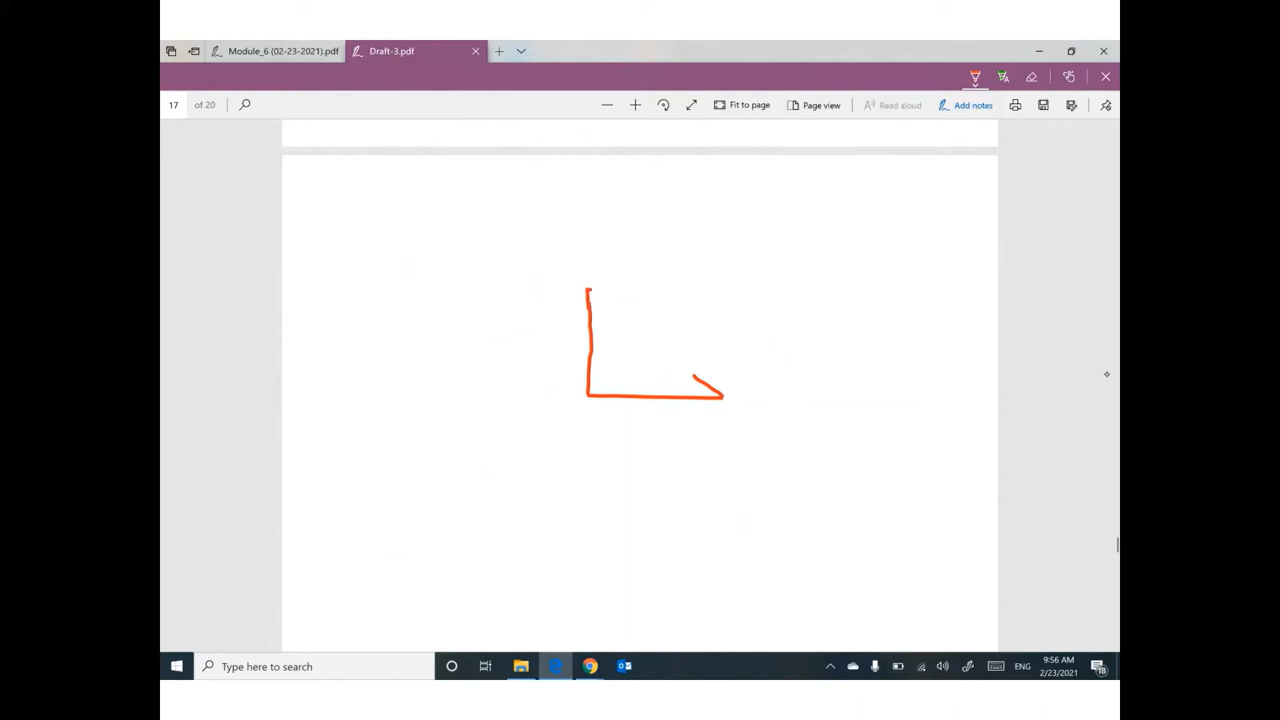 Module_6 (02-23-2021).pdf
Draft-3.pdf
17 of 20
Fit to page
Page view
Read aloud
Add notes
Type here to search
ENG
9:56 AM
2/23/2021
18